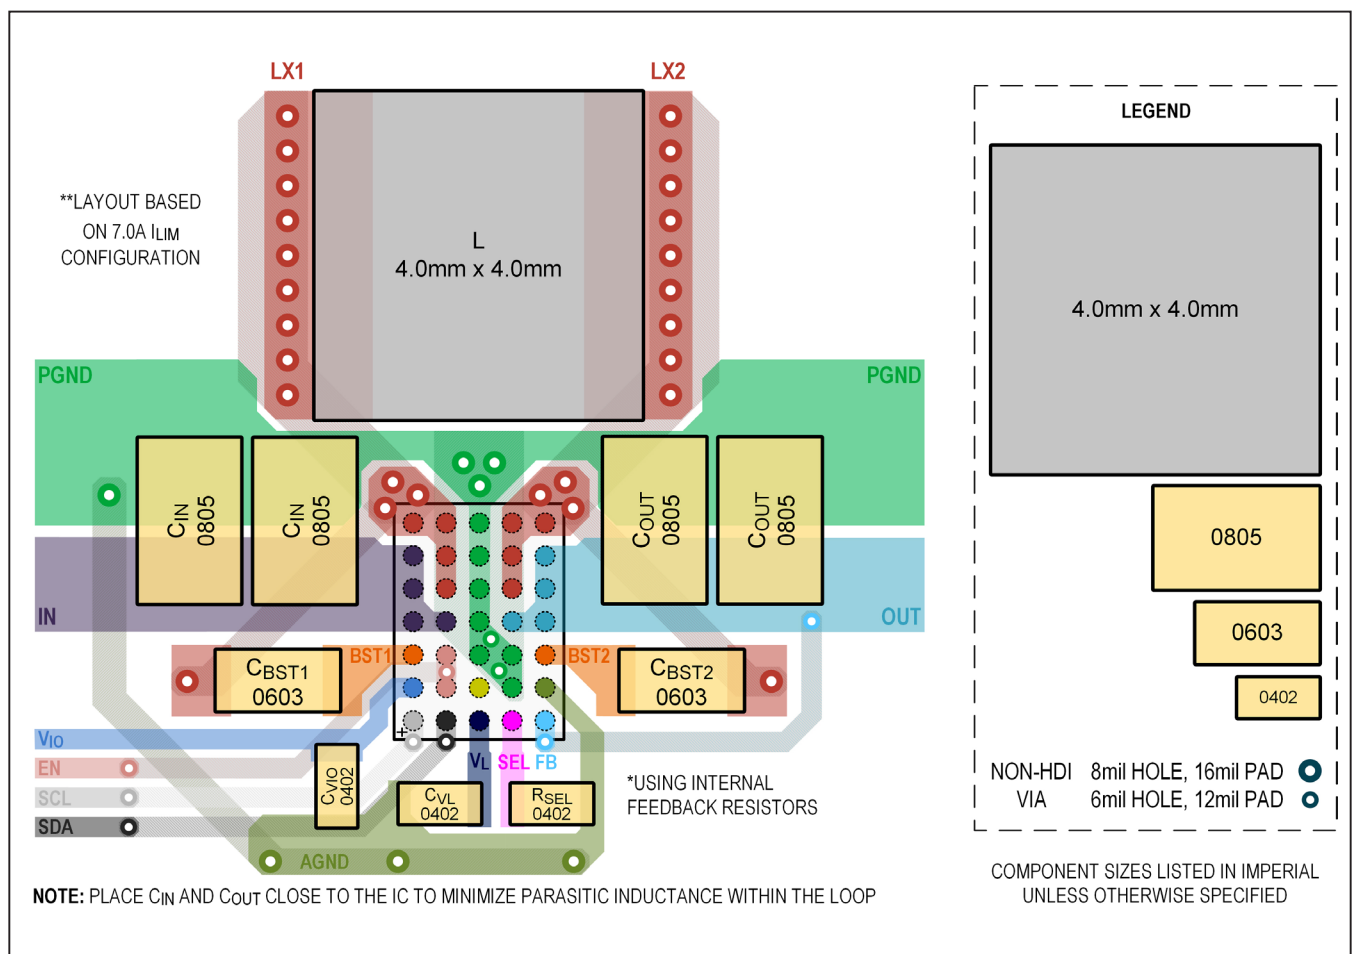 LX1
LX2
**LAYOUT BASED
ON 7.0A ILIM
CONFIGURATION
L
4.0mm x 4.0mm
PGND
PGND
CIN
0805
CIN
0805
COUT
0805
COUT
0805
IN
OUT
BST1
BST2
CBST1
0603
CBST2
0603
+
VIO
EN
SCL
SDA
CVIO
0402
VL
SEL
FB
CVL
0402
RSEL
0402
*USING INTERNAL
FEEDBACK RESISTORS
AGND
NOTE: PLACE CIN AND COUT CLOSE TO THE IC TO MINIMIZE PARASITIC INDUCTANCE WITHIN THE LOOP
LEGEND
4.0mm x 4.0mm
0805
0603
0402
NON-HDI 8mil HOLE, 16mil PAD
VIA 6mil HOLE, 12mil PAD
COMPONENT SIZES LISTED IN IMPERIAL
UNLESS OTHERWISE SPECIFIED